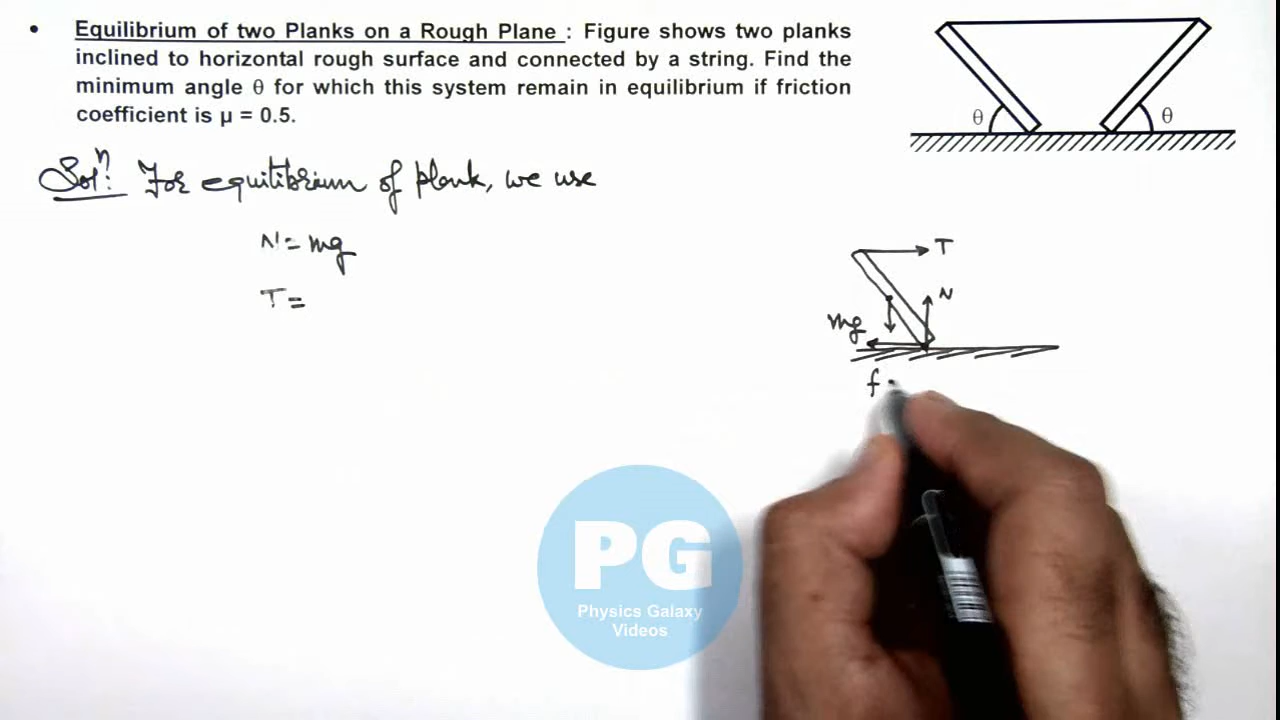 • Equilibrium of two Planks on a Rough Plane : Figure shows two planks
inclined to horizontal rough surface and connected by a string. Find the
minimum angle θ for which this system remain in equilibrium if friction
coefficient is μ = 0.5.
θ
θ
Solⁿ: For equilibrium of plank, we use
N = mg
T =
T
N
mg
f
PG
Physics Galaxy
Videos